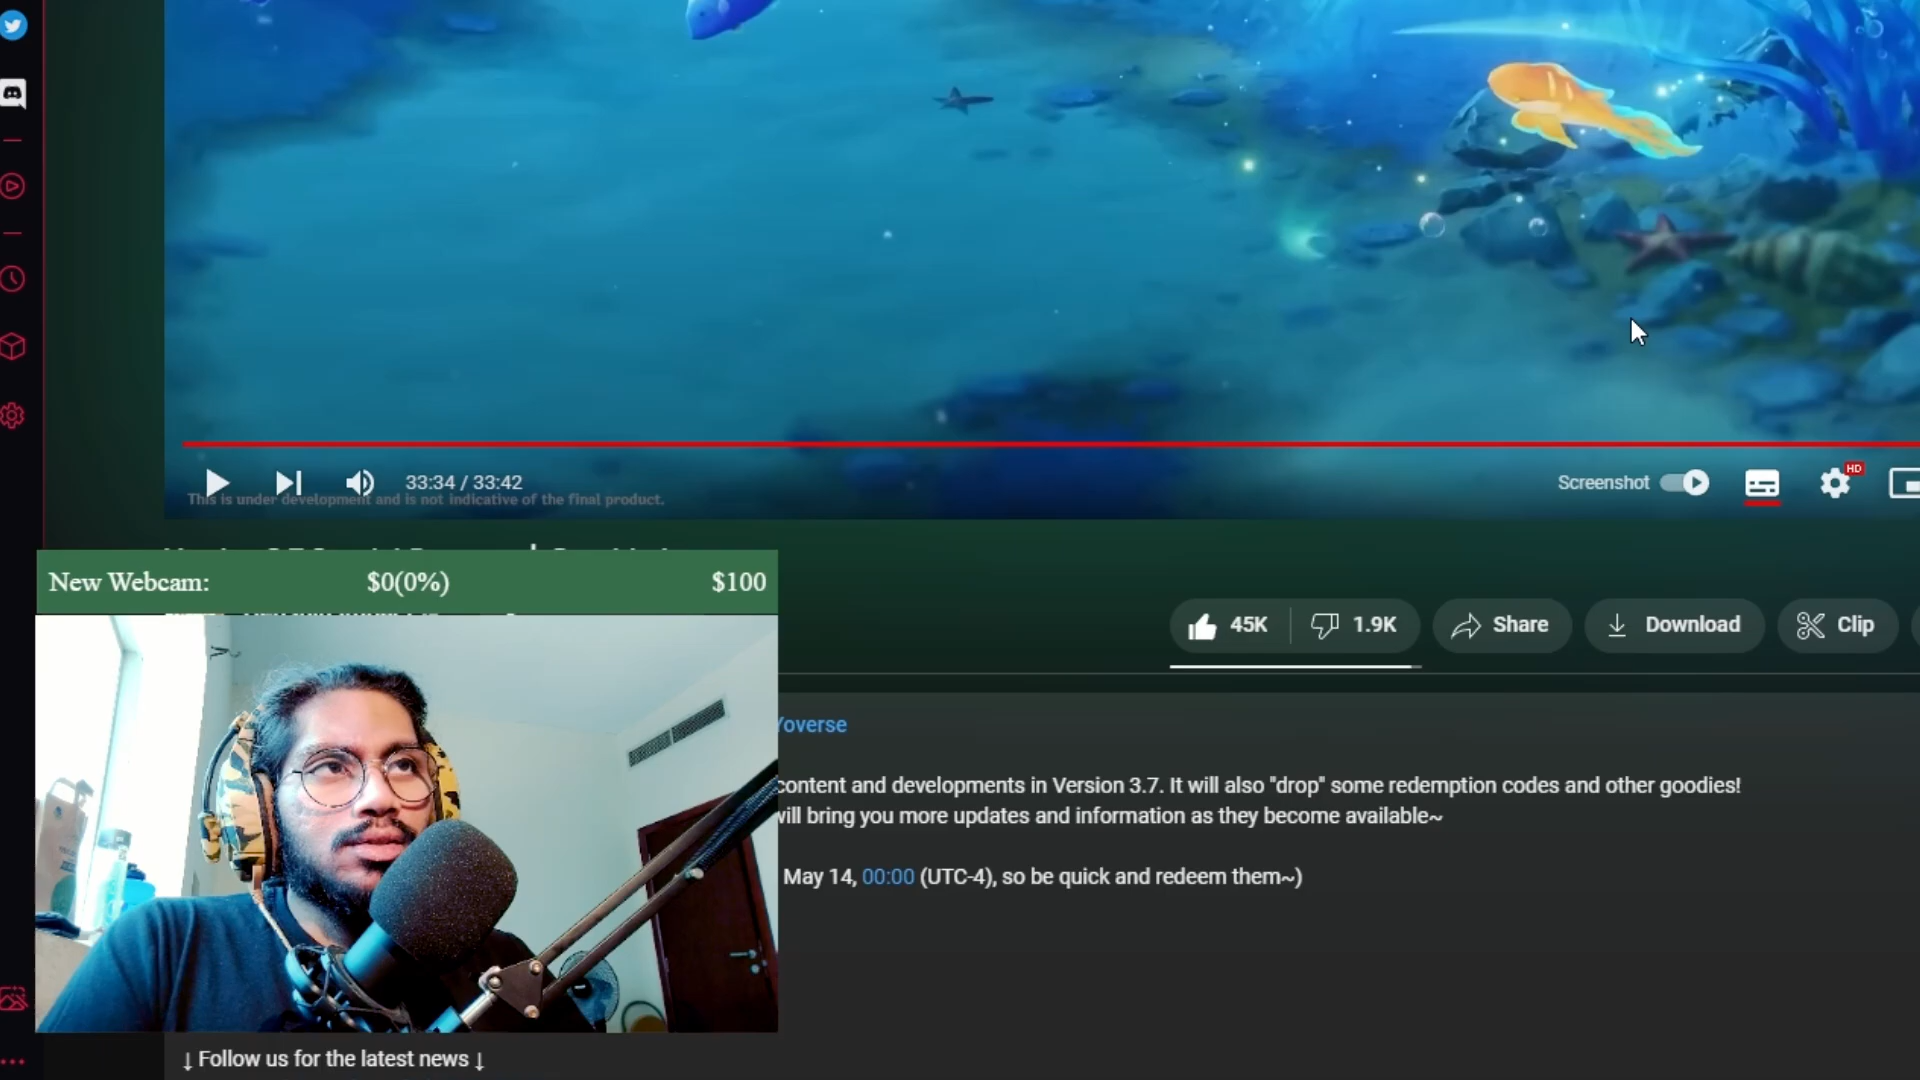 33:34 / 33:42
Screenshot
HD
This is under development and is not indicative of the final product.
New Webcam: $0(0%) $100
45K
1.9K
Share
Download
Clip
Yoverse
content and developments in Version 3.7. It will also "drop" some redemption codes and other goodies!
will bring you more updates and information as they become available~
May 14, 00:00 (UTC-4), so be quick and redeem them~)
↓ Follow us for the latest news ↓